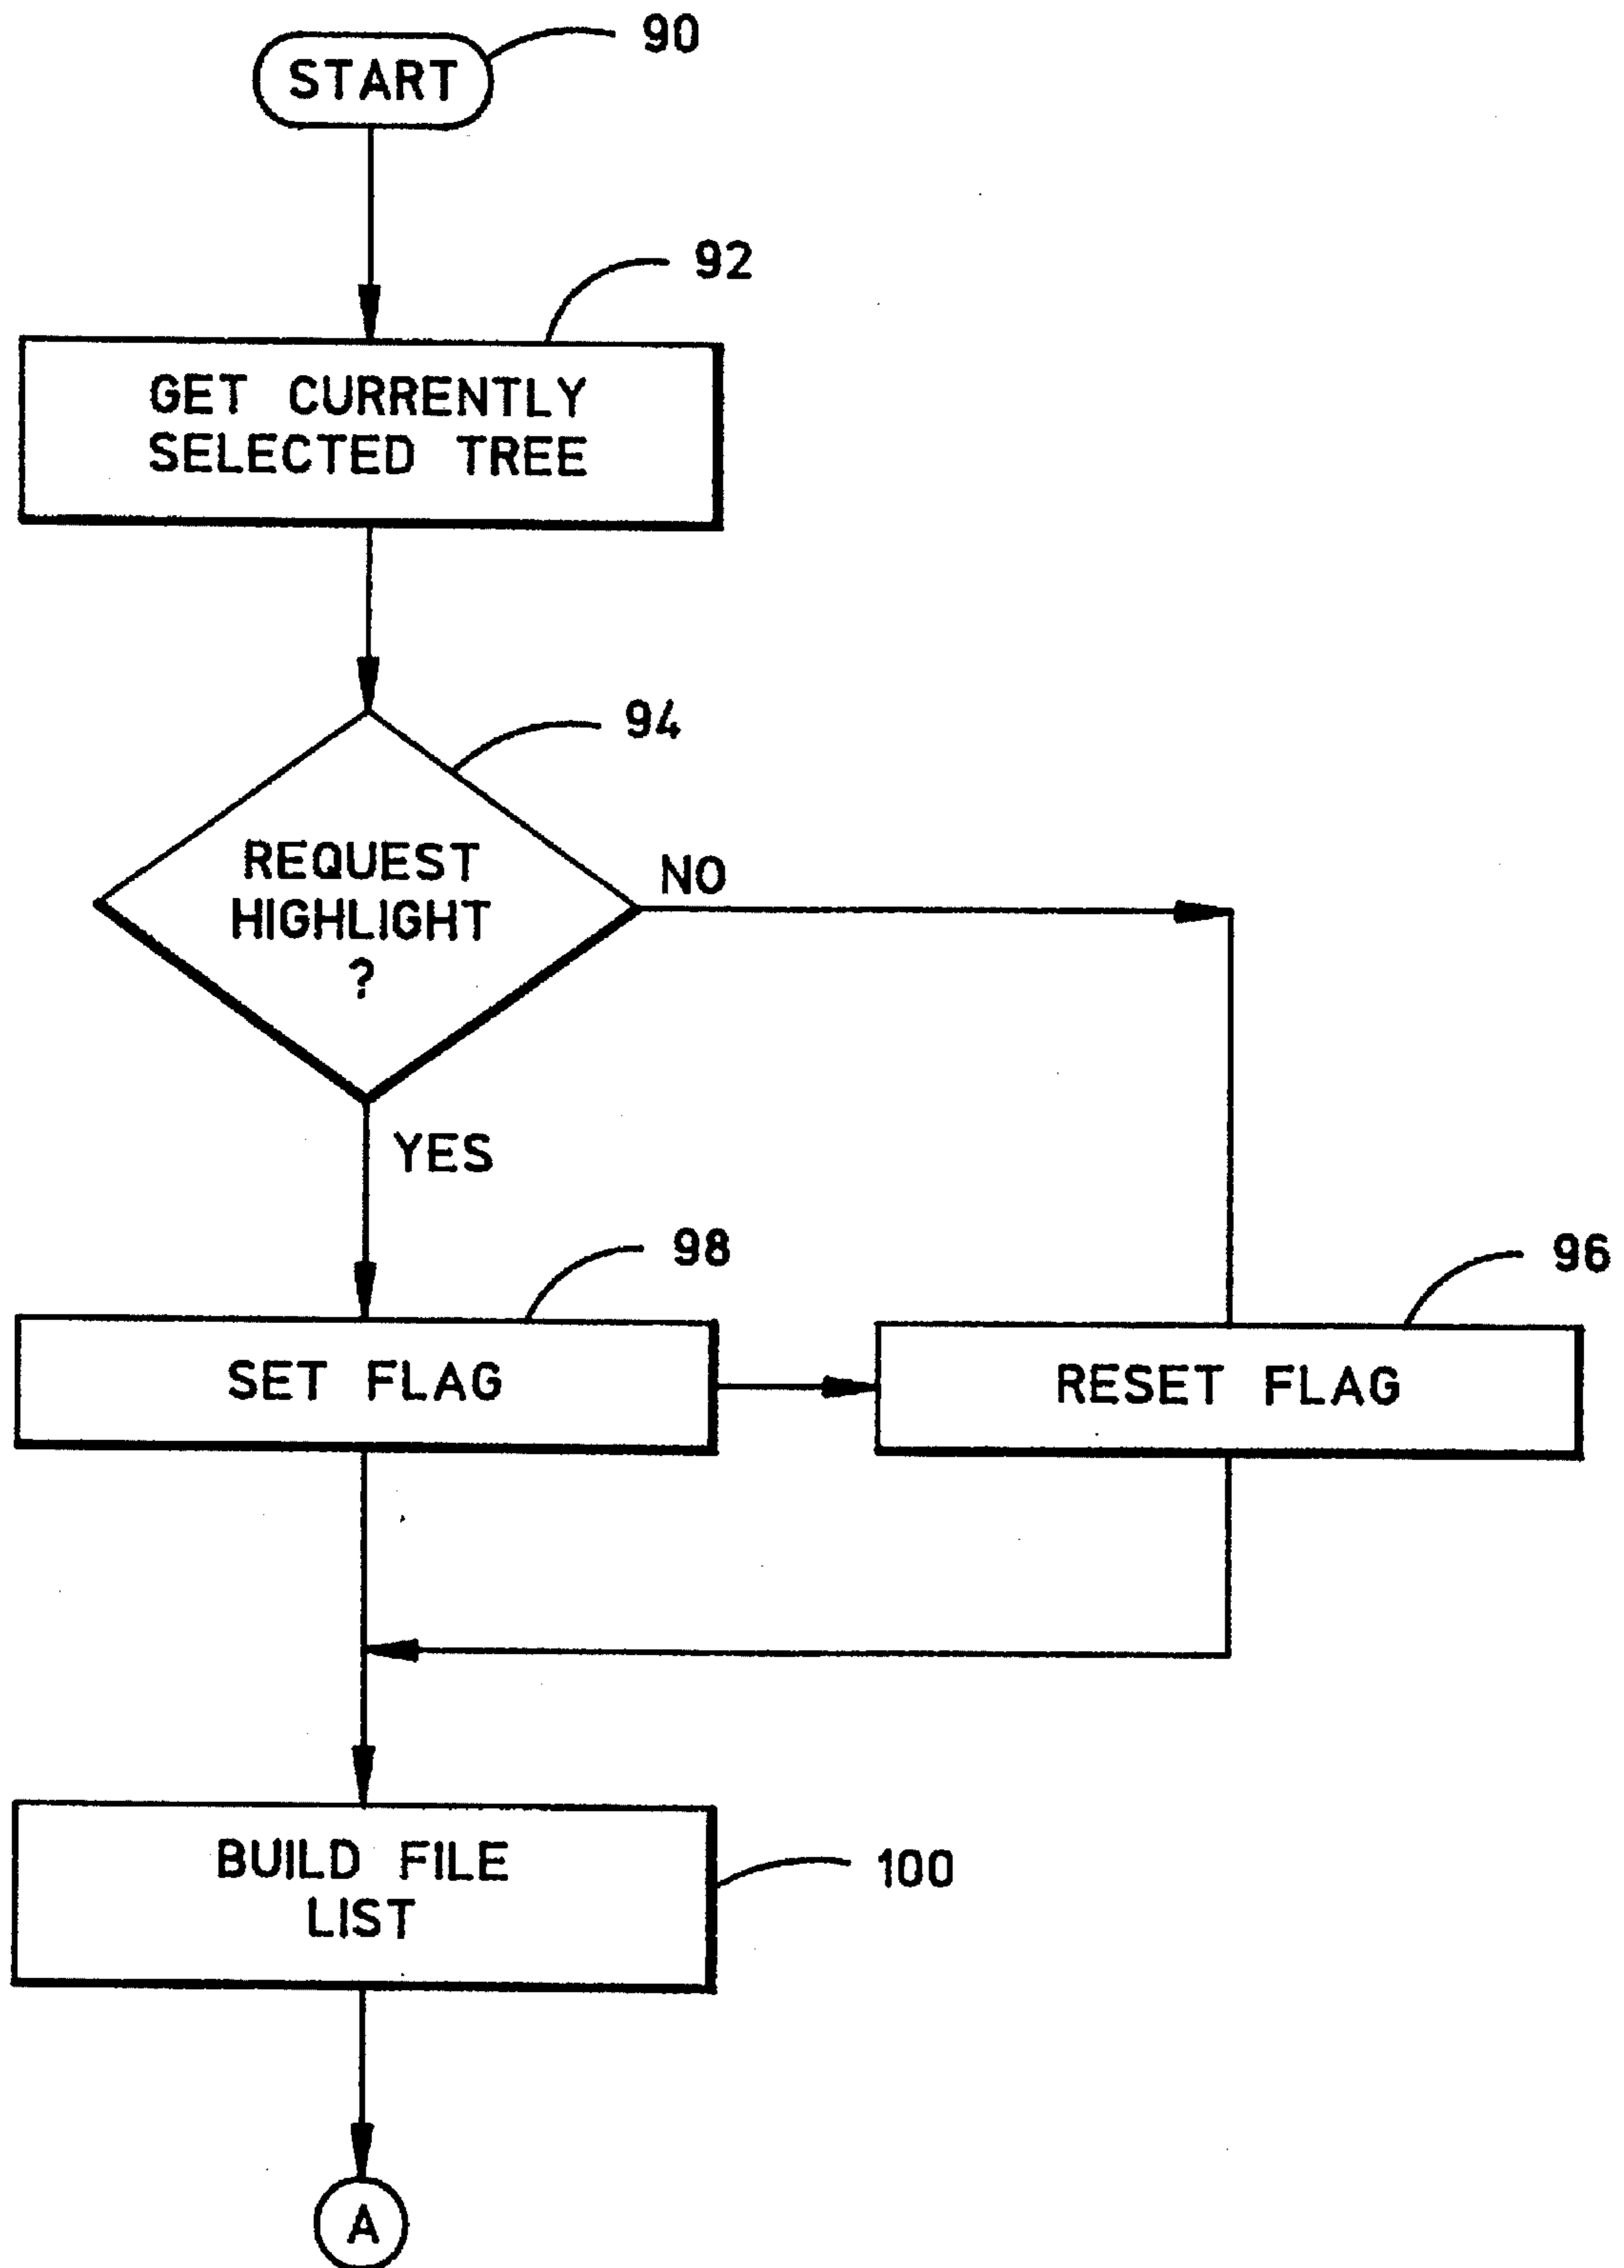 START
90
92
GET CURRENTLY
SELECTED TREE
94
REQUEST
HIGHLIGHT
?
NO
YES
98
SET FLAG
96
RESET FLAG
BUILD FILE
LIST
100
A